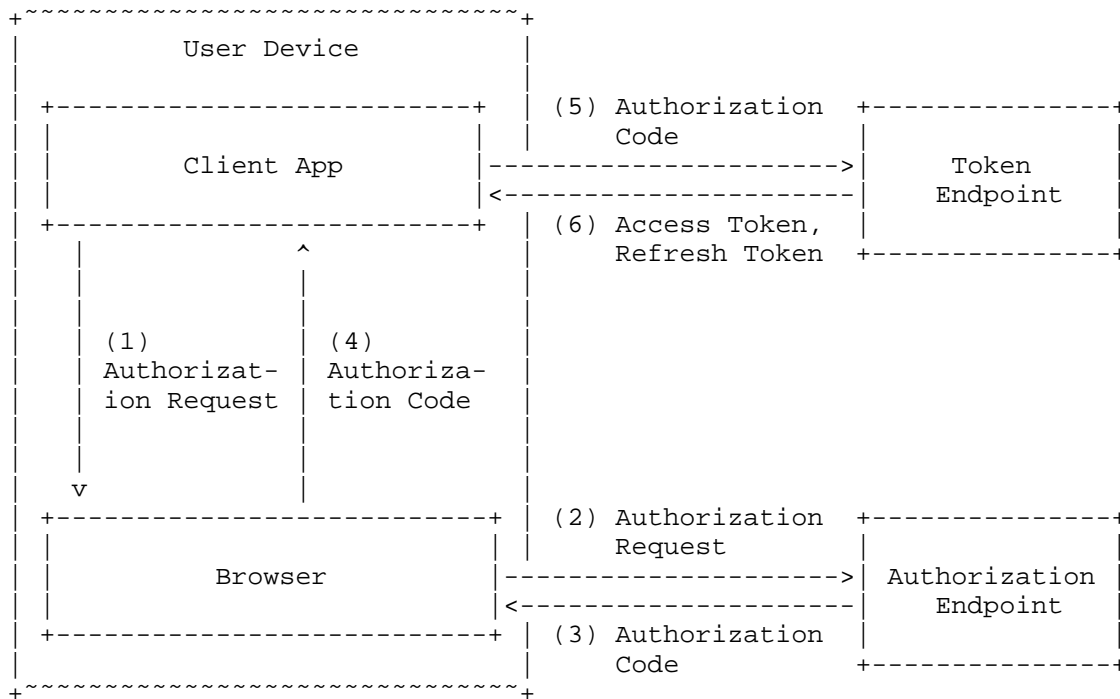 User Device
(5) Authorization
Code
Client App
Token
Endpoint
(6) Access Token,
Refresh Token
(1)
Authorizat-
ion Request
(4)
Authoriza-
tion Code
(2) Authorization
Request
Browser
Authorization
Endpoint
(3) Authorization
Code